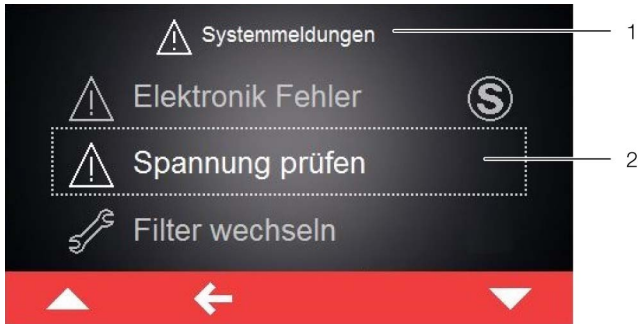 Systemmeldungen 1
Elektronik Fehler S
Spannung prüfen 2
Filter wechseln